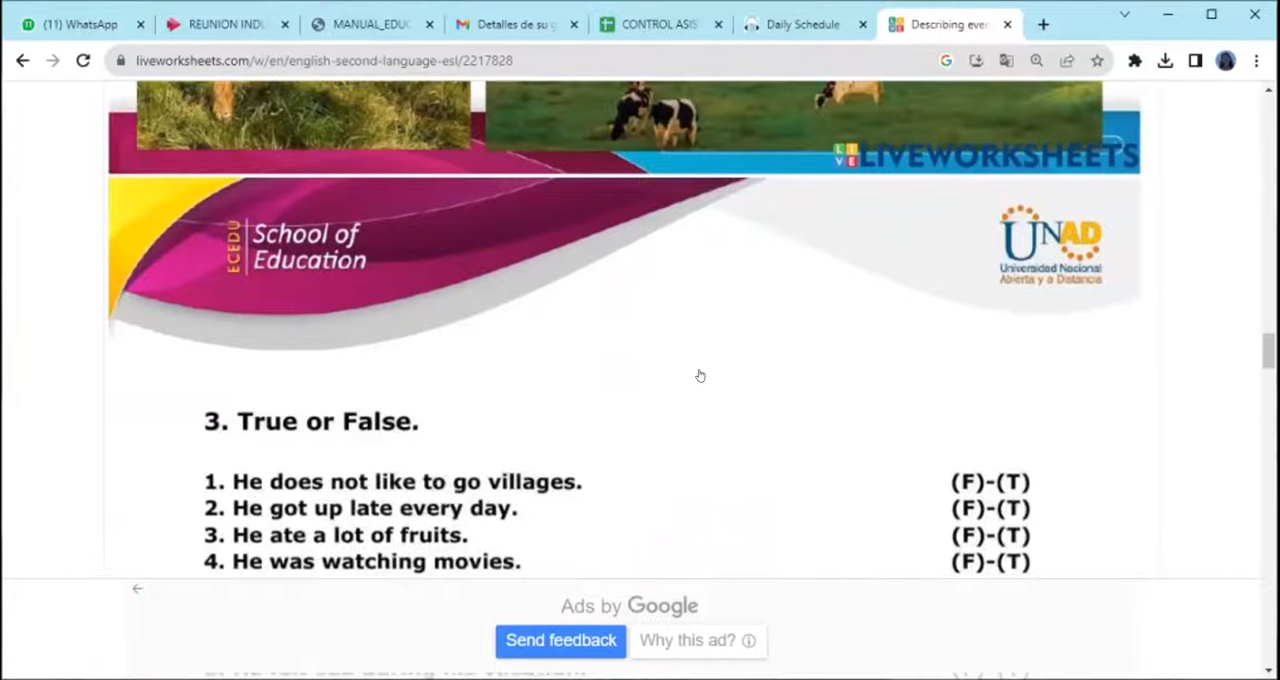 (11) WhatsApp
REUNION INDU
MANUAL_EDUC
Detalles de su g
CONTROL ASIS
Daily Schedule
Describing ever
liveworksheets.com/w/en/english-second-language-esl/2217828
LIVE LIVEWORKSHEETS
ECEDU
School of
Education
UNAD
Universidad Nacional
Abierta y a Distancia
3. True or False.
1. He does not like to go villages. (F)-(T)
2. He got up late every day. (F)-(T)
3. He ate a lot of fruits. (F)-(T)
4. He was watching movies. (F)-(T)
Ads by Google
Send feedback
Why this ad?